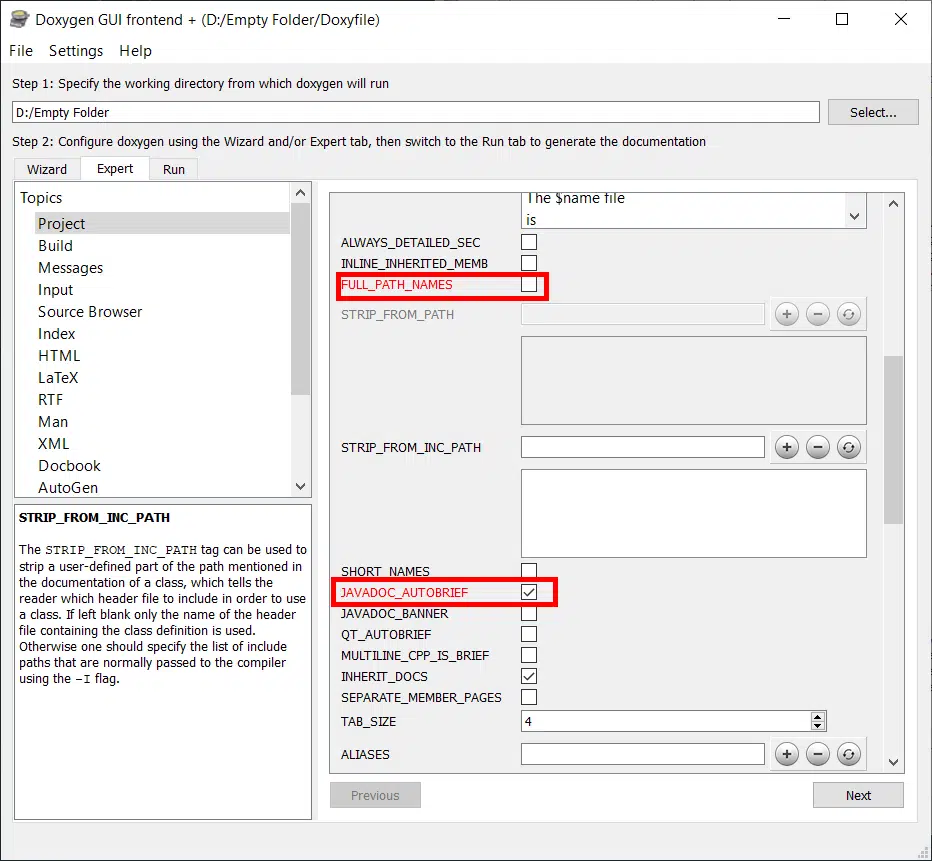 Doxygen GUI frontend + (D:/Empty Folder/Doxyfile)
File Settings Help
Step 1: Specify the working directory from which doxygen will run
D:/Empty Folder
Select...
Step 2: Configure doxygen using the Wizard and/or Expert tab, then switch to the Run tab to generate the documentation
Wizard Expert Run
Topics
Project
Build
Messages
Input
Source Browser
Index
HTML
LaTeX
RTF
Man
XML
Docbook
AutoGen
STRIP_FROM_INC_PATH
The STRIP_FROM_INC_PATH tag can be used to
strip a user-defined part of the path mentioned in
the documentation of a class, which tells the
reader which header file to include in order to use
a class. If left blank only the name of the header
file containing the class definition is used.
Otherwise one should specify the list of include
paths that are normally passed to the compiler
using the -I flag.
The $name file
is
ALWAYS_DETAILED_SEC
INLINE_INHERITED_MEMB
FULL_PATH_NAMES
STRIP_FROM_PATH
STRIP_FROM_INC_PATH
SHORT_NAMES
JAVADOC_AUTOBRIEF
JAVADOC_BANNER
QT_AUTOBRIEF
MULTILINE_CPP_IS_BRIEF
INHERIT_DOCS
SEPARATE_MEMBER_PAGES
TAB_SIZE 4
ALIASES
Previous Next